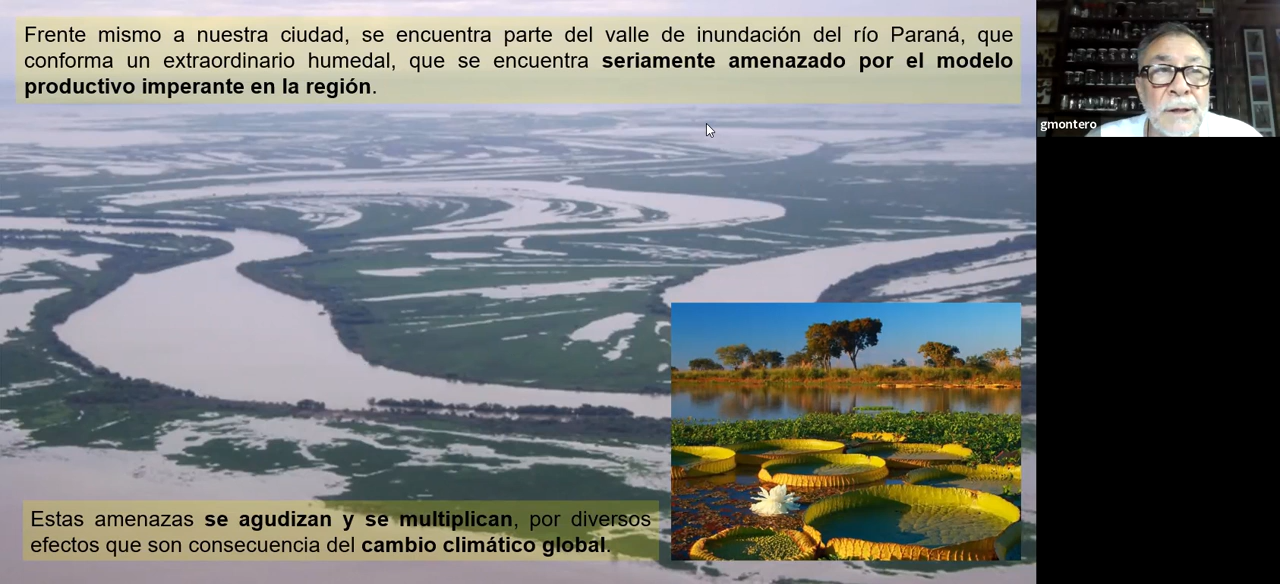 Frente mismo a nuestra ciudad, se encuentra parte del valle de inundación del río Paraná, que
conforma un extraordinario humedal, que se encuentra seriamente amenazado por el modelo
productivo imperante en la región.
gmontero
Estas amenazas se agudizan y se multiplican, por diversos
efectos que son consecuencia del cambio climático global.